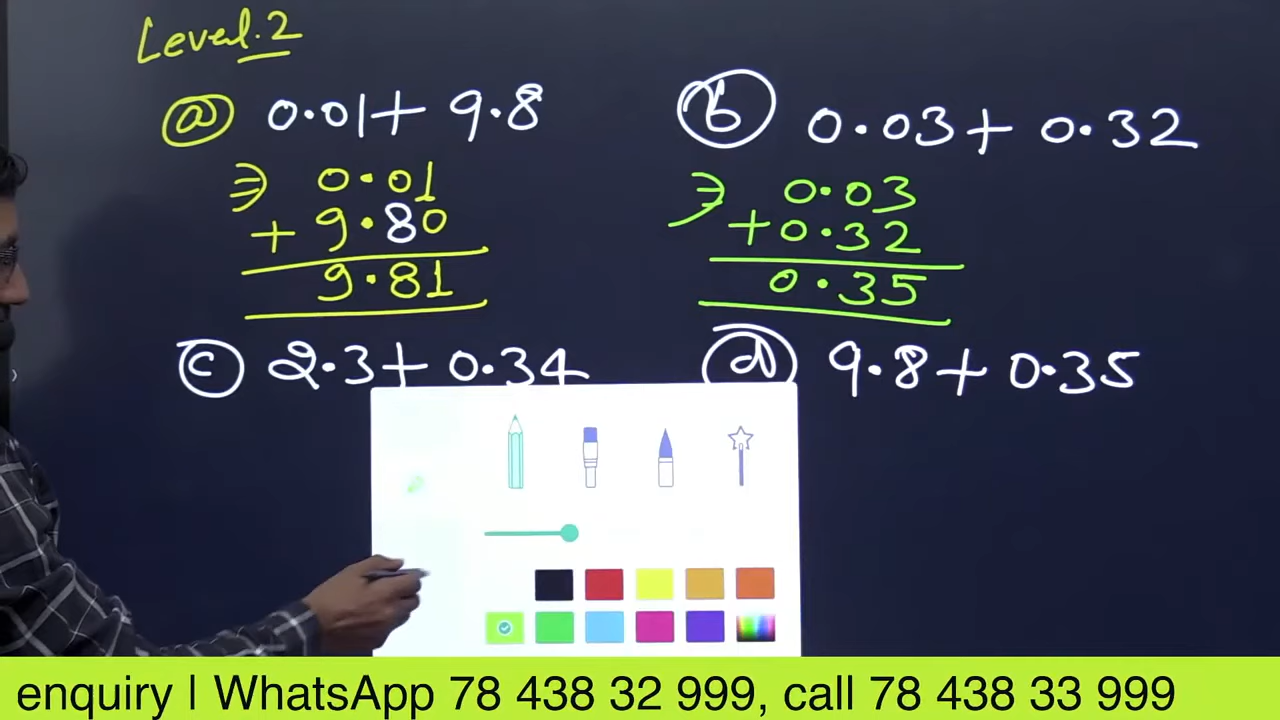 Level.2
(a) 0.01+ 9.8
⇒ 0.01
+ 9.80
9.81
(b) 0.03+ 0.32
⇒ 0.03
+0.32
0.35
(c) 2.3+ 0.34
(d) 9.8+ 0.35
enquiry | WhatsApp 78 438 32 999, call 78 438 33 999